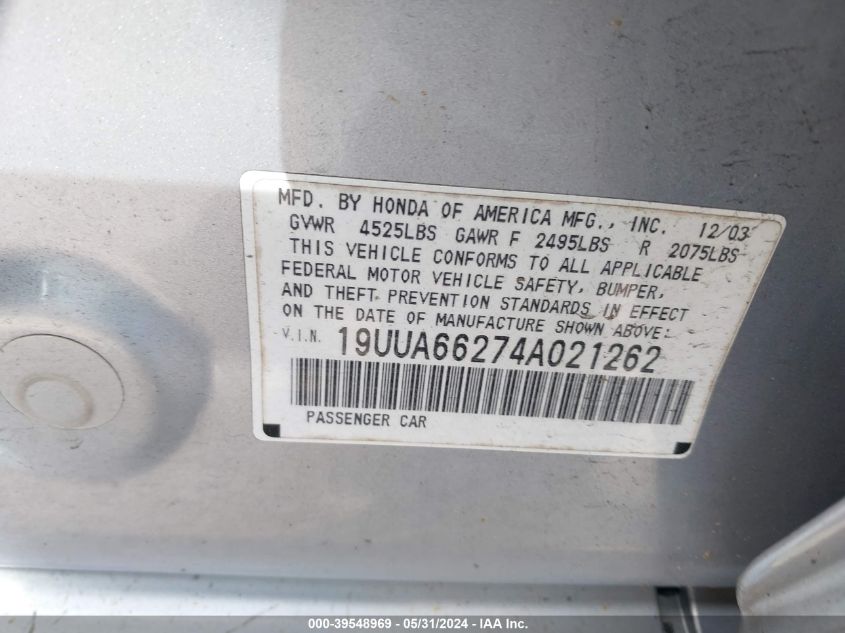 MFD. BY HONDA OF AMERICA MFG., INC. 12/03
GVWR 4525LBS GAWR F 2495LBS R 2075LBS
THIS VEHICLE CONFORMS TO ALL APPLICABLE
FEDERAL MOTOR VEHICLE SAFETY, BUMPER,
AND THEFT PREVENTION STANDARDS IN EFFECT
ON THE DATE OF MANUFACTURE SHOWN ABOVE:
V.I.N. 19UUA66274A021262
PASSENGER CAR
000-39548969 / 05/31/2024 - IAA Inc.